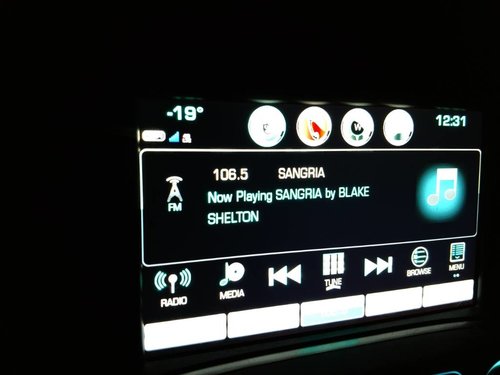 -19°
12:31
106.5 SANGRIA
Now Playing SANGRIA by BLAKE
SHELTON
FM
RADIO
MEDIA
TUNE
BROWSE
MENU